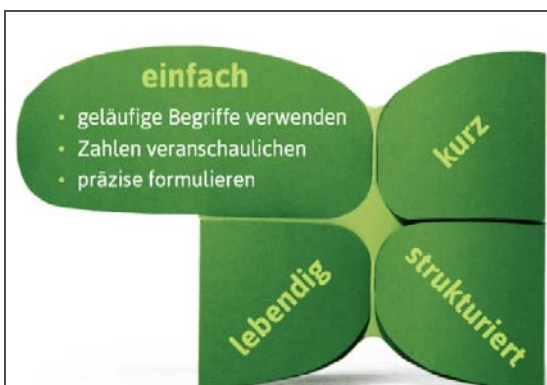 einfach
• geläufige Begriffe verwenden
• Zahlen veranschaulichen
• präzise formulieren
kurz
lebendig
strukturiert